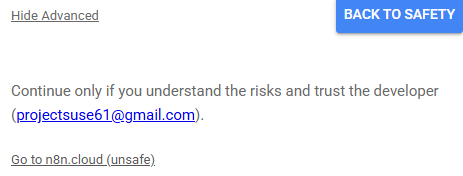 Hide Advanced
BACK TO SAFETY
Continue only if you understand the risks and trust the developer
(projectsuse61@gmail.com).
Go to n8n.cloud (unsafe)